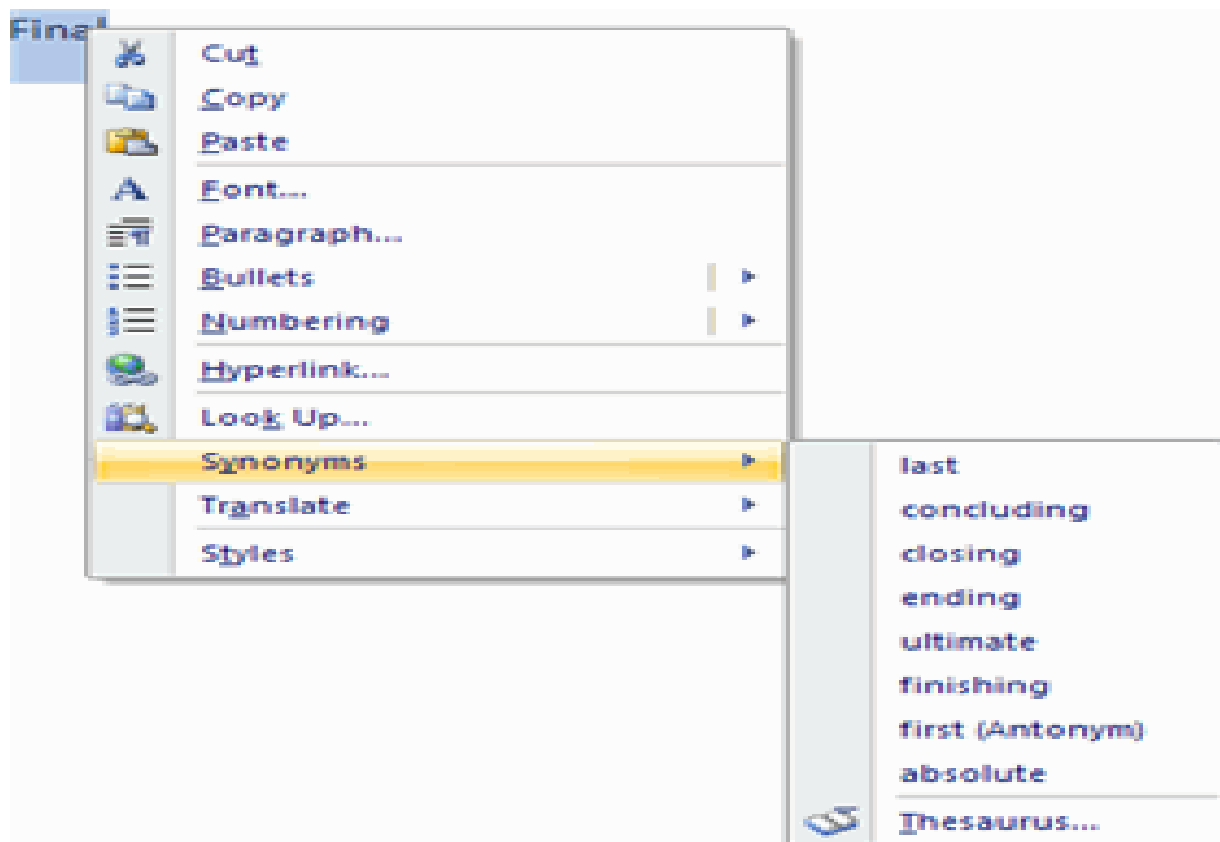 Final
Cut
Copy
Paste
Font...
Paragraph...
Bullets
Numbering
Hyperlink...
Look Up...
Synonyms
Translate
Styles
last
concluding
closing
ending
ultimate
finishing
first (Antonym)
absolute
Thesaurus...